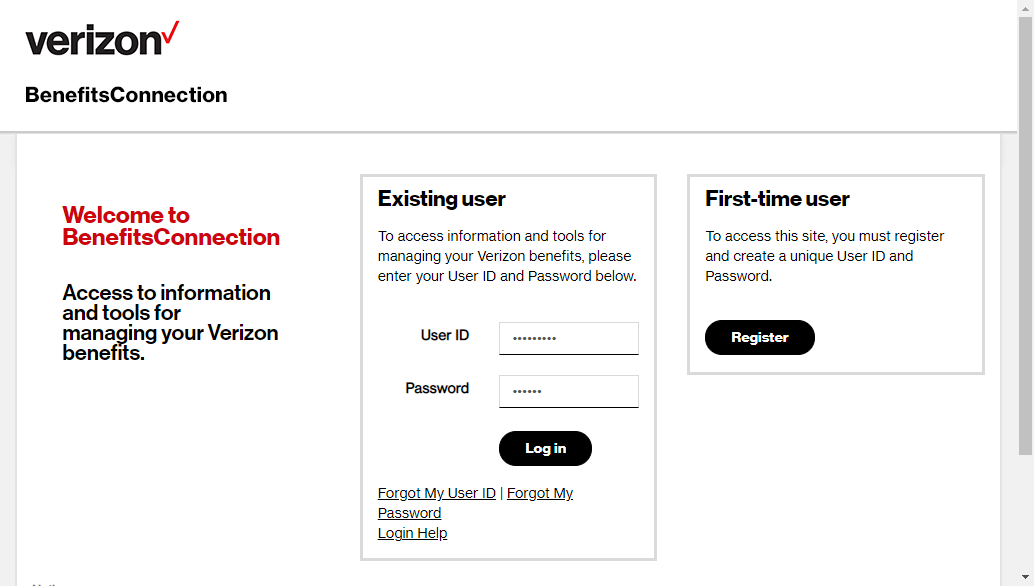 verizon
BenefitsConnection
Welcome to
BenefitsConnection
Access to information
and tools for
managing your Verizon
benefits.
Existing user
To access information and tools for
managing your Verizon benefits, please
enter your User ID and Password below.
User ID
•••••••••
Password
••••••
Log in
Forgot My User ID | Forgot My
Password
Login Help
First-time user
To access this site, you must register
and create a unique User ID and
Password.
Register